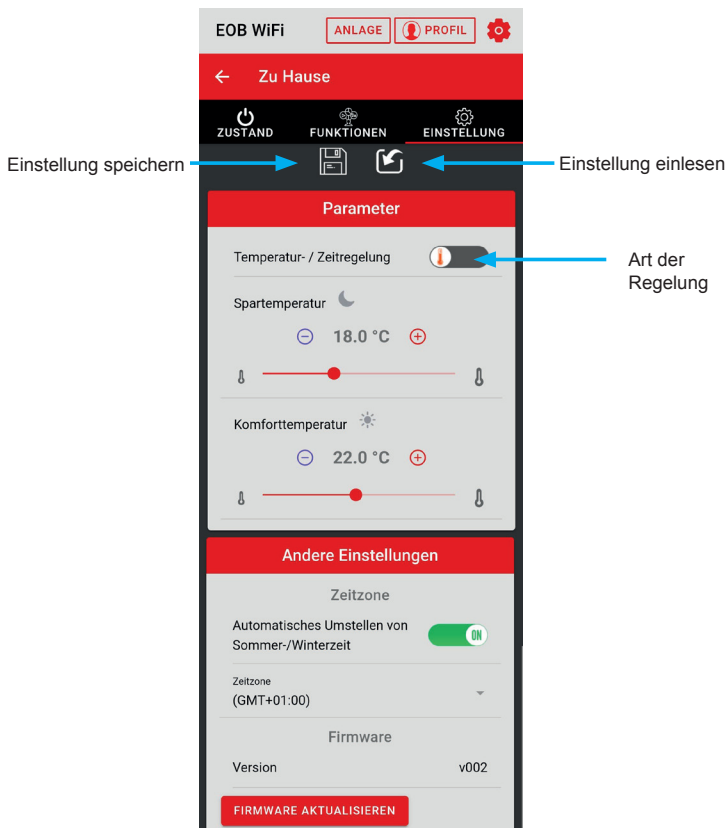 EOB WiFi ANLAGE PROFIL
Zu Hause
ZUSTAND FUNKTIONEN EINSTELLUNG
Einstellung speichern
Einstellung einlesen
Parameter
Temperatur- / Zeitregelung
Art der
Regelung
Spartemperatur
18.0 °C
Komforttemperatur
22.0 °C
Andere Einstellungen
Zeitzone
Automatisches Umstellen von
Sommer-/Winterzeit
ON
Zeitzone
(GMT+01:00)
Firmware
Version v002
FIRMWARE AKTUALISIEREN